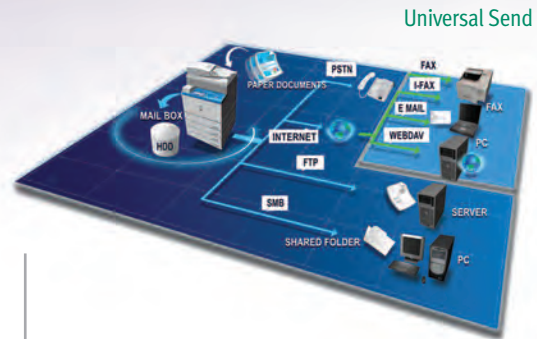 Universal Send
PAPER DOCUMENTS
MAIL BOX
HDD
PSTN
INTERNET
FTP
SMB
SHARED FOLDER
FAX
I-FAX
E MAIL
WEBDAV
FAX
PC
SERVER
PC